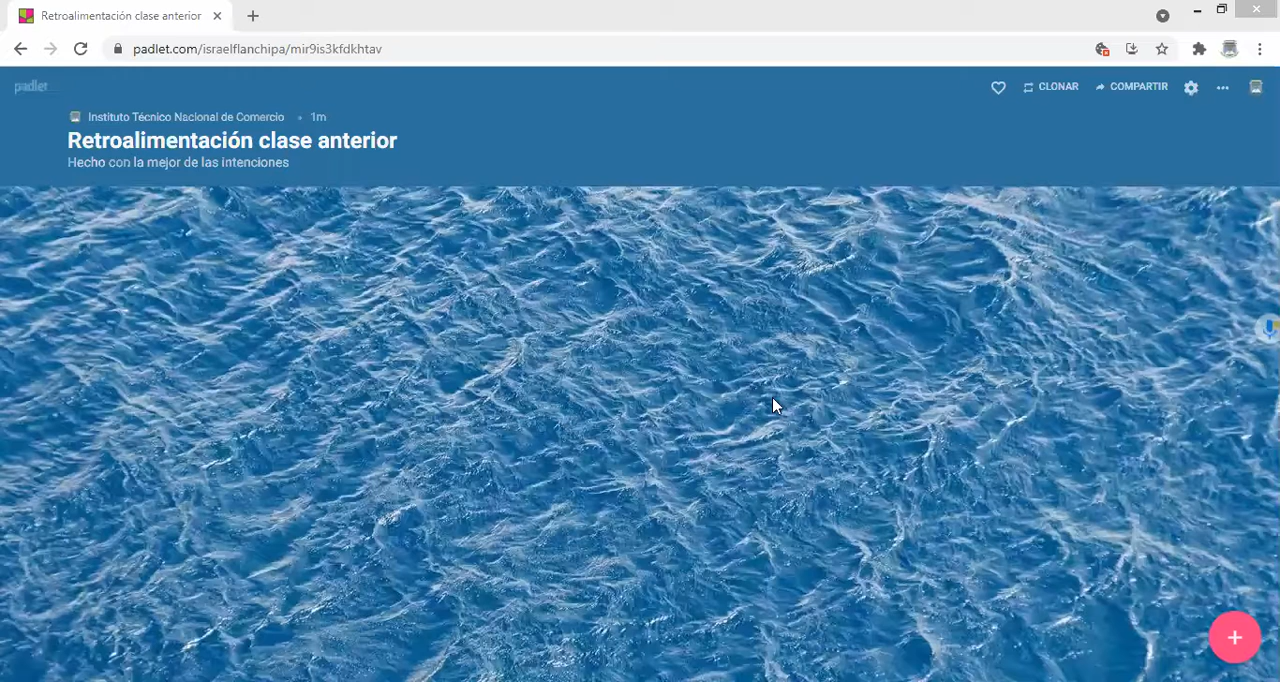 Retroalimentación clase anterior
padlet.com/israelflanchipa/mir9is3kfdkhtav
padlet
CLONAR
COMPARTIR
Instituto Técnico Nacional de Comercio • 1m
Retroalimentación clase anterior
Hecho con la mejor de las intenciones